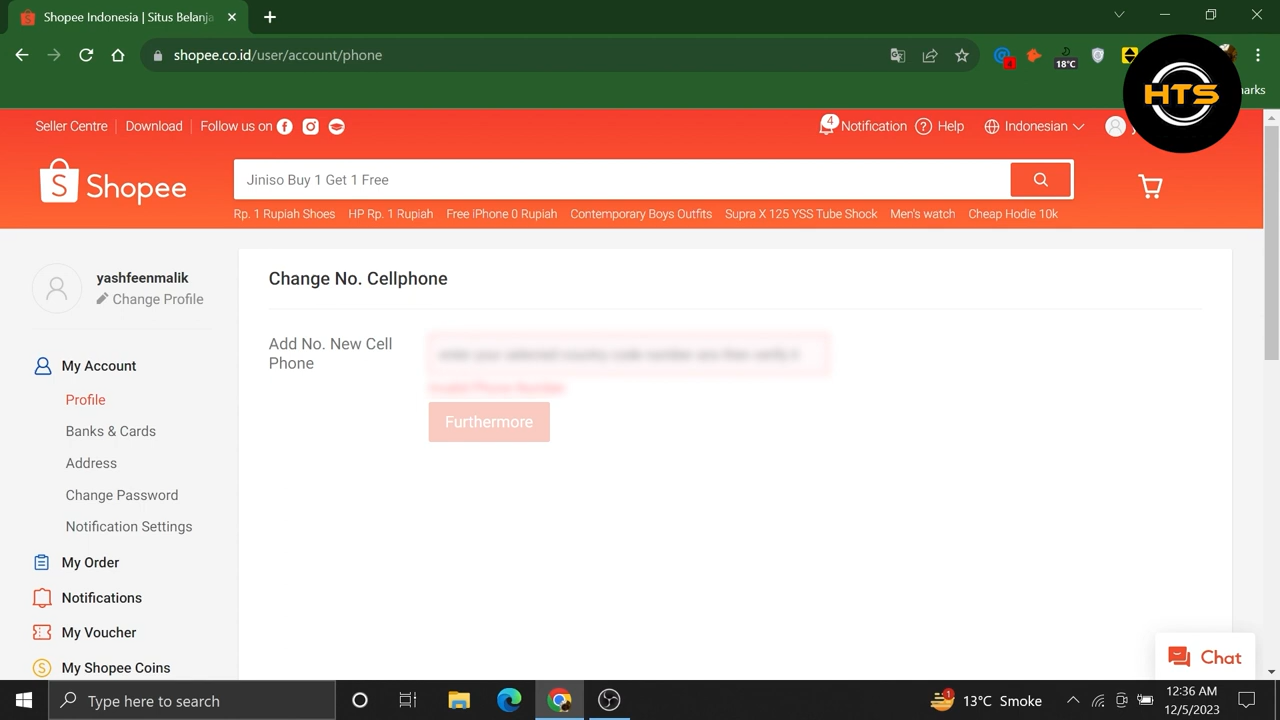 Shopee Indonesia | Situs Belanja
shopee.co.id/user/account/phone
18°C
HTS
Seller Centre
Download
Follow us on
4
Notification
Help
Indonesian
Shopee
Jiniso Buy 1 Get 1 Free
Rp. 1 Rupiah Shoes
HP Rp. 1 Rupiah
Free iPhone 0 Rupiah
Contemporary Boys Outfits
Supra X 125 YSS Tube Shock
Men's watch
Cheap Hodie 10k
yashfeenmalik
Change Profile
My Account
Profile
Banks & Cards
Address
Change Password
Notification Settings
My Order
Notifications
My Voucher
My Shopee Coins
Change No. Cellphone
Add No. New Cell
Phone
Invalid Phone Number
Furthermore
Chat
Type here to search
1
13°C Smoke
12:36 AM
12/5/2023